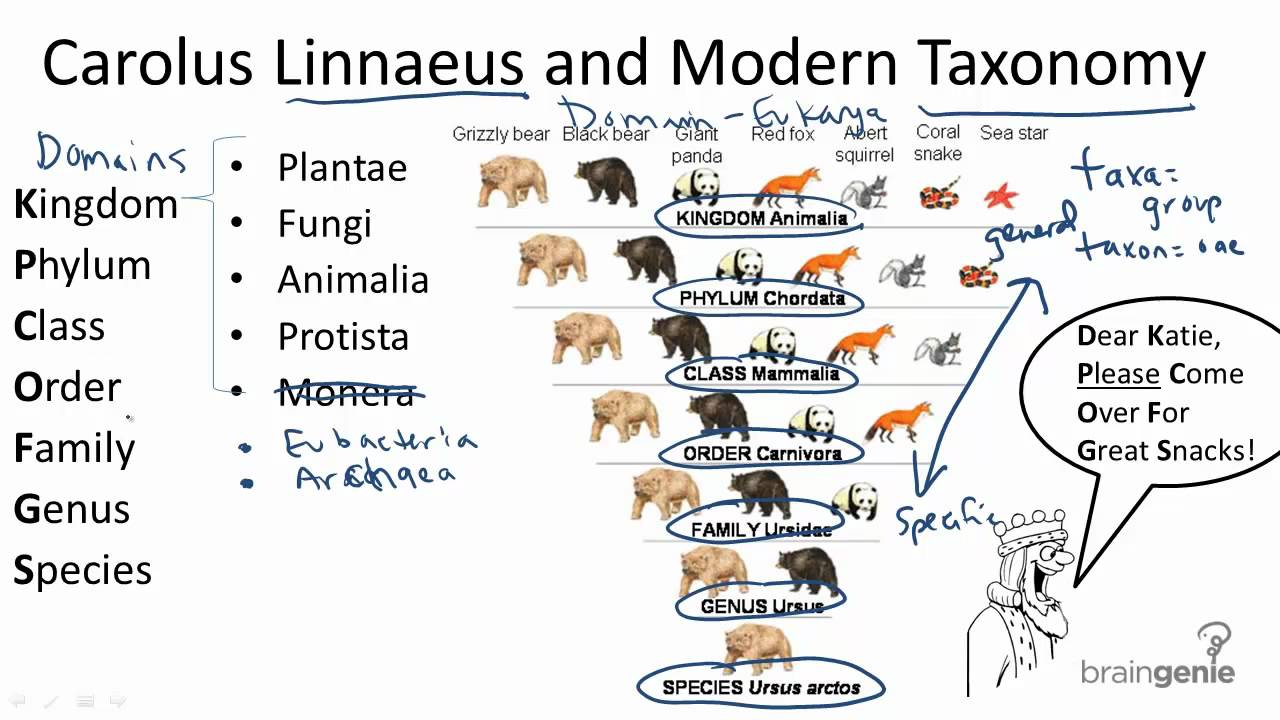 Carolus Linnaeus and Modern Taxonomy
Domain - Eukarya
Domains
Kingdom
Phylum
Class
Order
Family
Genus
Species
• Plantae
• Fungi
• Animalia
• Protista
• Monera
• Eubacteria
• Archaea
Grizzly bear Black bear Giant panda Red fox Abert squirrel Coral snake Sea star
KINGDOM Animalia
PHYLUM Chordata
CLASS Mammalia
ORDER Carnivora
FAMILY Ursidae
GENUS Ursus
SPECIES Ursus arctos
taxa =
group
taxon = one
general
specific
Dear Katie,
Please Come
Over For
Great Snacks!
braingenie